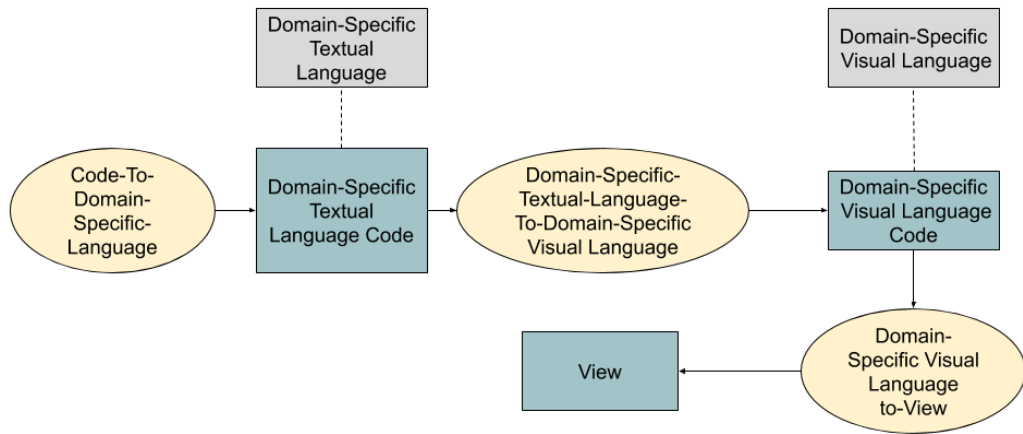 Domain-Specific
Textual
Language
Domain-Specific
Visual Language
Code-To-
Domain-
Specific-
Language
Domain-Specific
Textual
Language Code
Domain-Specific-
Textual-Language-
To-Domain-Specific
Visual Language
Domain-Specific
Visual Language
Code
View
Domain-
Specific Visual
Language
to-View